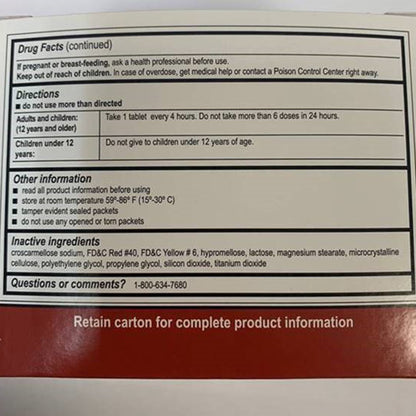 Drug Facts (continued)
If pregnant or breast-feeding, ask a health professional before use.
Keep out of reach of children. In case of overdose, get medical help or contact a Poison Control Center right away.
Directions
■ do not use more than directed
Adults and children: Take 1 tablet every 4 hours. Do not take more than 6 doses in 24 hours.
(12 years and older)
Children under 12 Do not give to children under 12 years of age.
years:
Other information
■ read all product information before using
■ store at room temperature 59º-86º F (15º-30º C)
■ tamper evident sealed packets
■ do not use any opened or torn packets
Inactive ingredients
croscarmellose sodium, FD&C Red #40, FD&C Yellow # 6, hypromellose, lactose, magnesium stearate, microcrystalline
cellulose, polyethylene glycol, propylene glycol, silicon dioxide, titanium dioxide
Questions or comments? 1-800-634-7680
Retain carton for complete product information